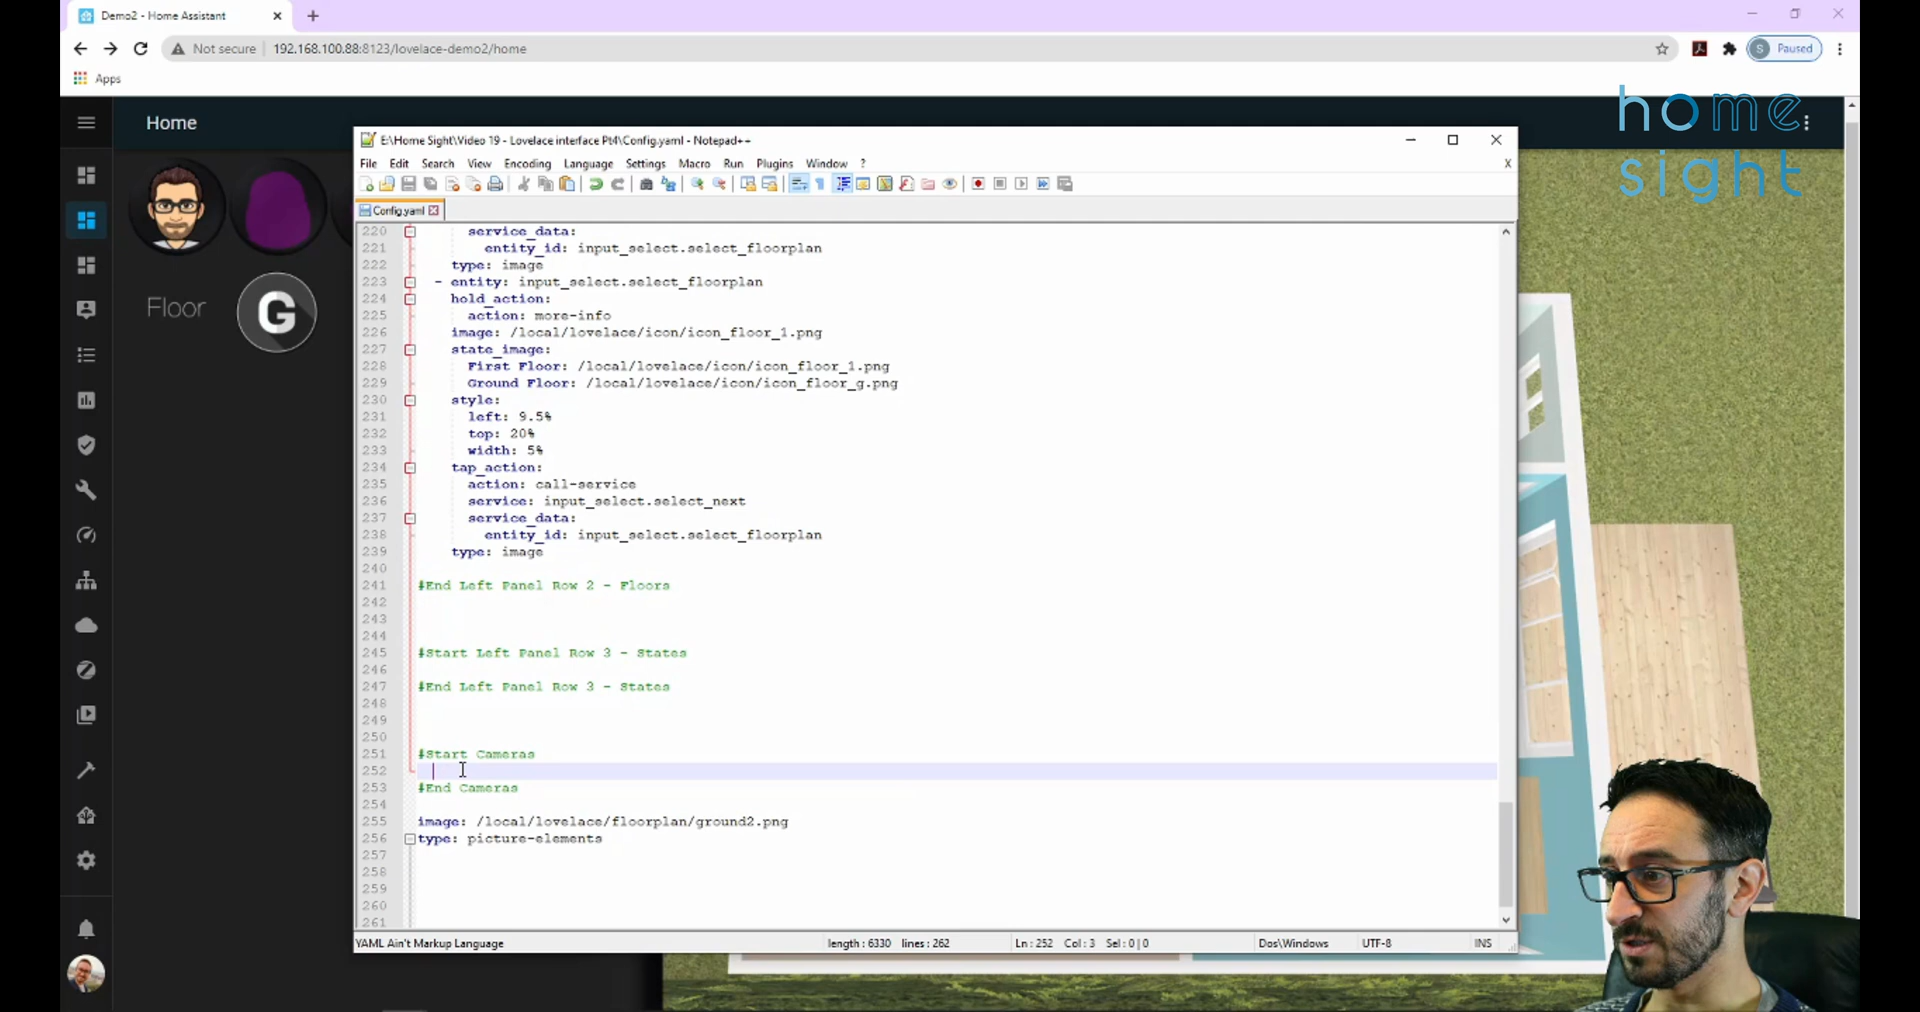 Demo2 - Home Assistant
Not secure
192.168.100.88:8123/lovelace-demo2/home
S
Paused
Apps
Home
home
sight
Floor
G
E:\Home Sight\Video 19 - Lovelace interface Pt4\Config.yaml - Notepad++
File Edit Search View Encoding Language Settings Macro Run Plugins Window ? X
Config.yaml
220 service_data:
221 entity_id: input_select.select_floorplan
222 type: image
223 - entity: input_select.select_floorplan
224 hold_action:
225 action: more-info
226 image: /local/lovelace/icon/icon_floor_1.png
227 state_image:
228 First Floor: /local/lovelace/icon/icon_floor_1.png
229 Ground Floor: /local/lovelace/icon/icon_floor_g.png
230 style:
231 left: 9.5%
232 top: 20%
233 width: 5%
234 tap_action:
235 action: call-service
236 service: input_select.select_next
237 service_data:
238 entity_id: input_select.select_floorplan
239 type: image
240
241 #End Left Panel Row 2 - Floors
242
243
244
245 #Start Left Panel Row 3 - States
246
247 #End Left Panel Row 3 - States
248
249
250
251 #Start Cameras
252
253 #End Cameras
254
255 image: /local/lovelace/floorplan/ground2.png
256 type: picture-elements
257
258
259
260
261
YAML Ain't Markup Language length : 6330 lines : 262 Ln : 252 Col : 3 Sel : 0 | 0 Dos\Windows UTF-8 INS